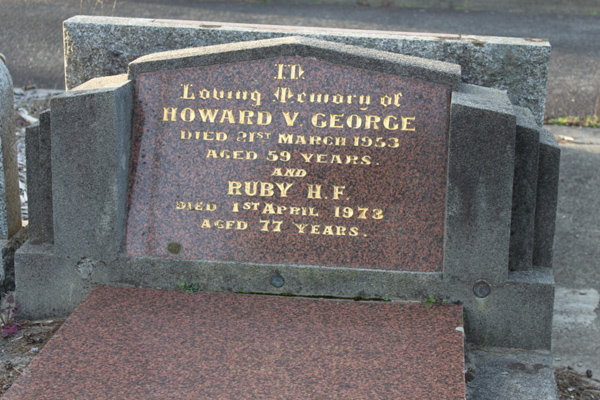 In
Loving Memory of
HOWARD V. GEORGE
DIED 21ST MARCH 1953
AGED 59 YEARS.
AND
RUBY H. F.
DIED 1ST APRIL 1973
AGED 77 YEARS.